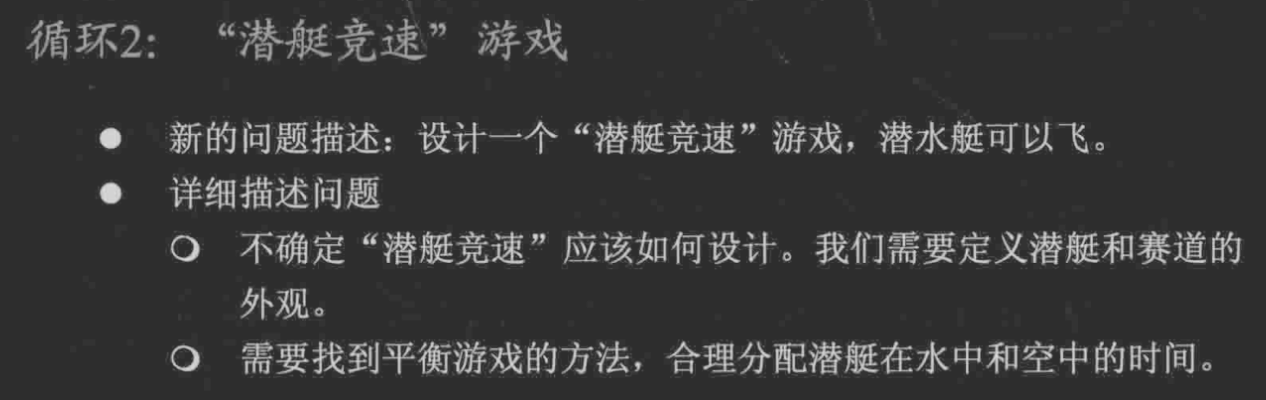 循环2：“潜艇竞速”游戏
● 新的问题描述：设计一个“潜艇竞速”游戏，潜水艇可以飞。
● 详细描述问题
○ 不确定“潜艇竞速”应该如何设计。我们需要定义潜艇和赛道的
外观。
○ 需要找到平衡游戏的方法，合理分配潜艇在水中和空中的时间。